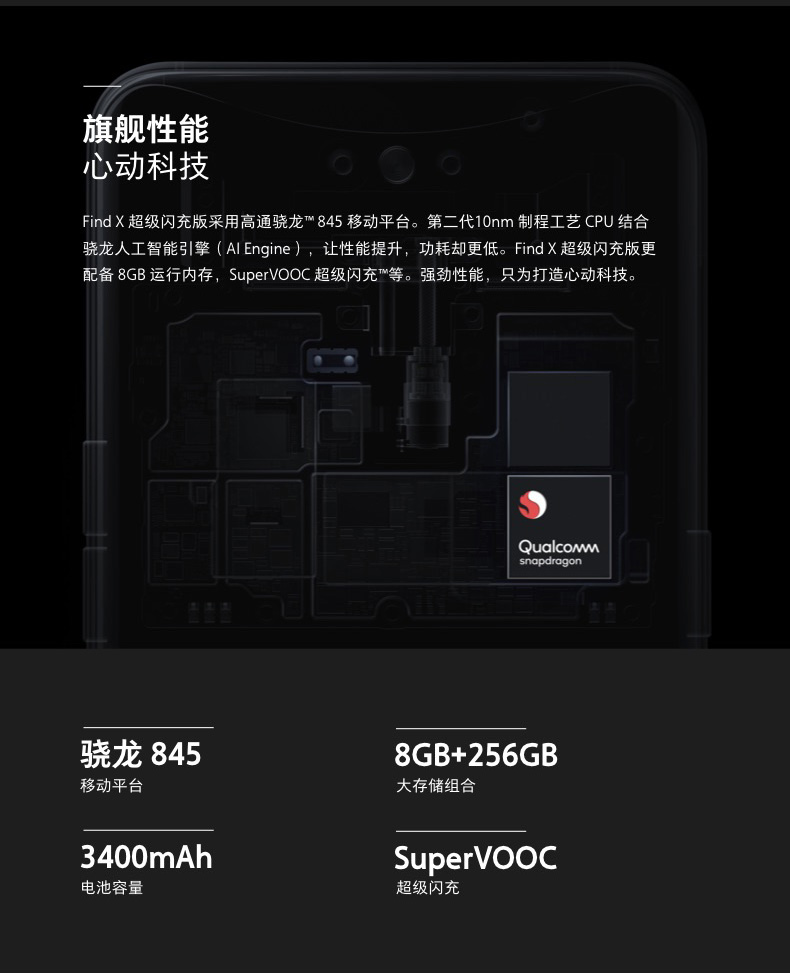 旗舰性能
心动科技
Find X 超级闪充版采用高通骁龙™ 845 移动平台。第二代10nm 制程工艺 CPU 结合
骁龙人工智能引擎（AI Engine），让性能提升，功耗却更低。Find X 超级闪充版更
配备 8GB 运行内存，SuperVOOC 超级闪充™等。强劲性能，只为打造心动科技。
Qualcomm
snapdragon
骁龙 845
移动平台
8GB+256GB
大存储组合
3400mAh
电池容量
SuperVOOC
超级闪充